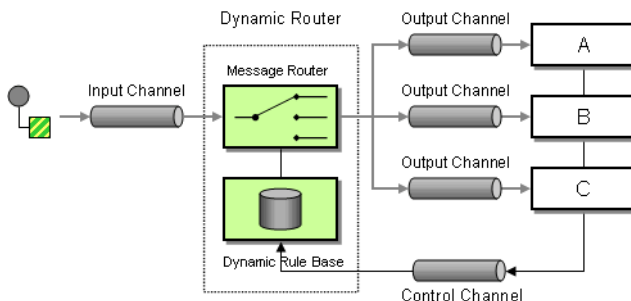 Dynamic Router
Output Channel
A
Input Channel
Message Router
Output Channel
B
Output Channel
C
Dynamic Rule Base
Control Channel